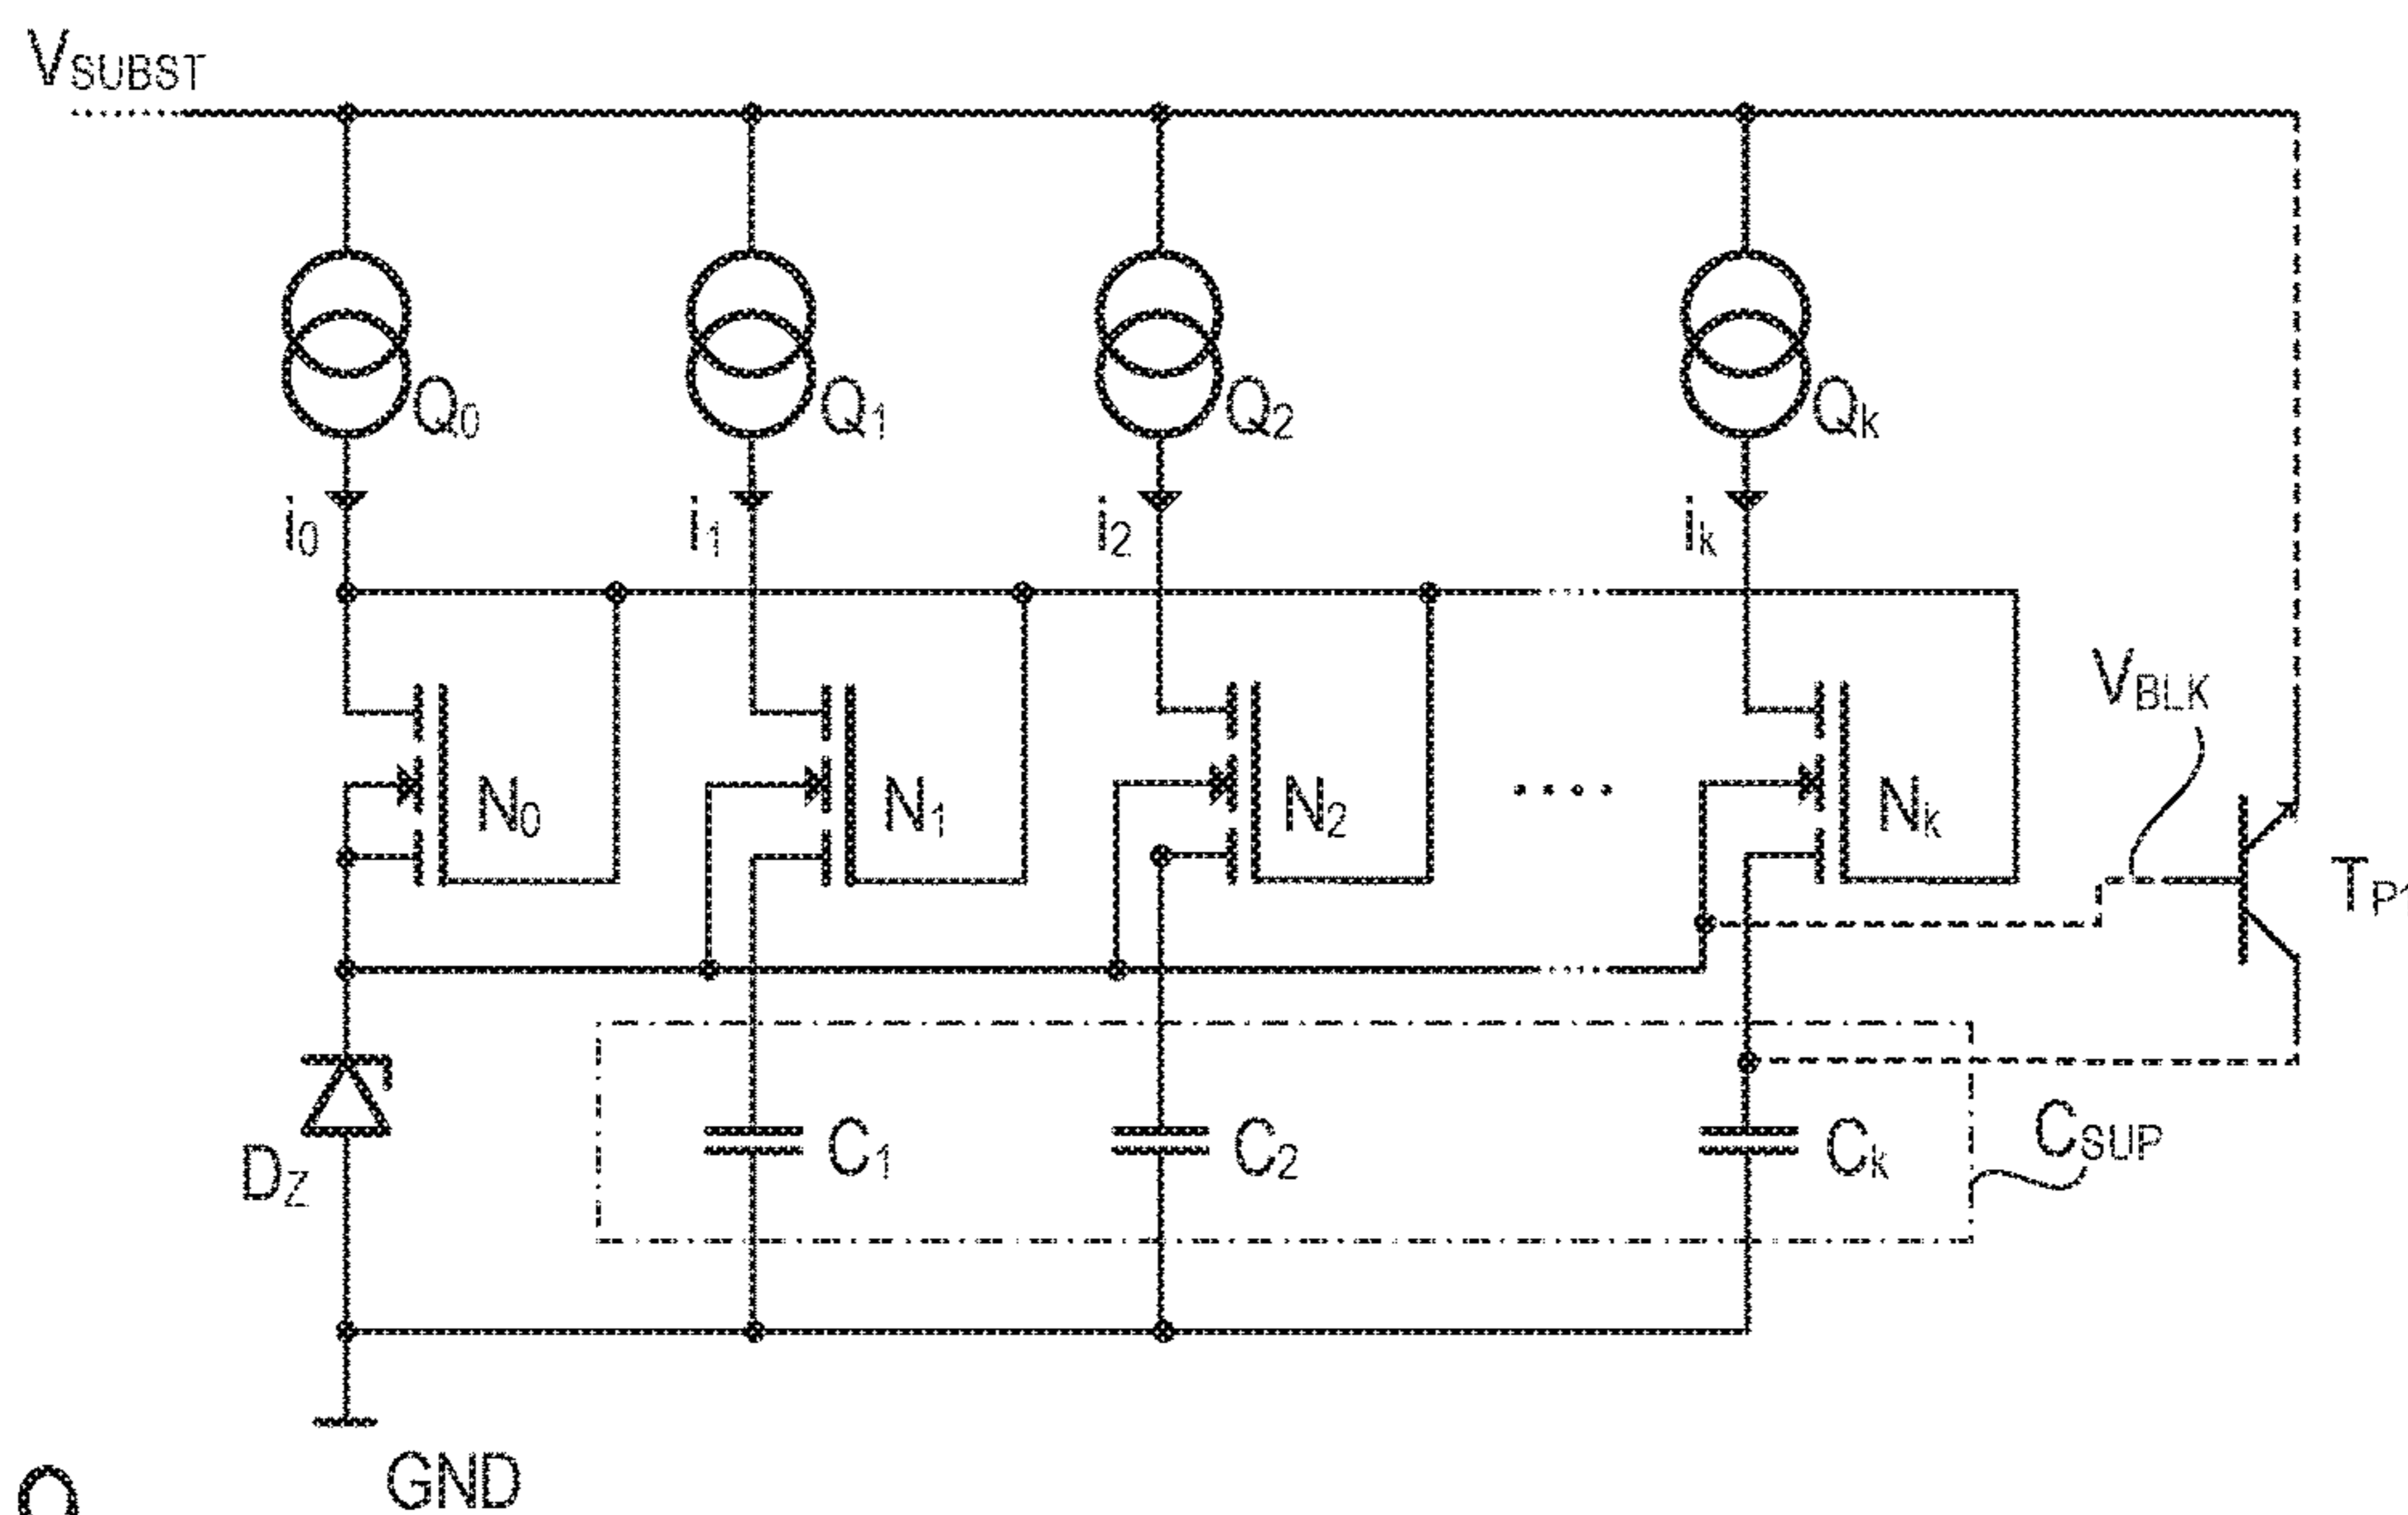 VSUBST
Q0
Q1
Q2
Qk
i0
i1
i2
ik
VBLK
N0
N1
N2
....
Nk
TP1
DZ
C1
C2
Ck
CSUP
GND